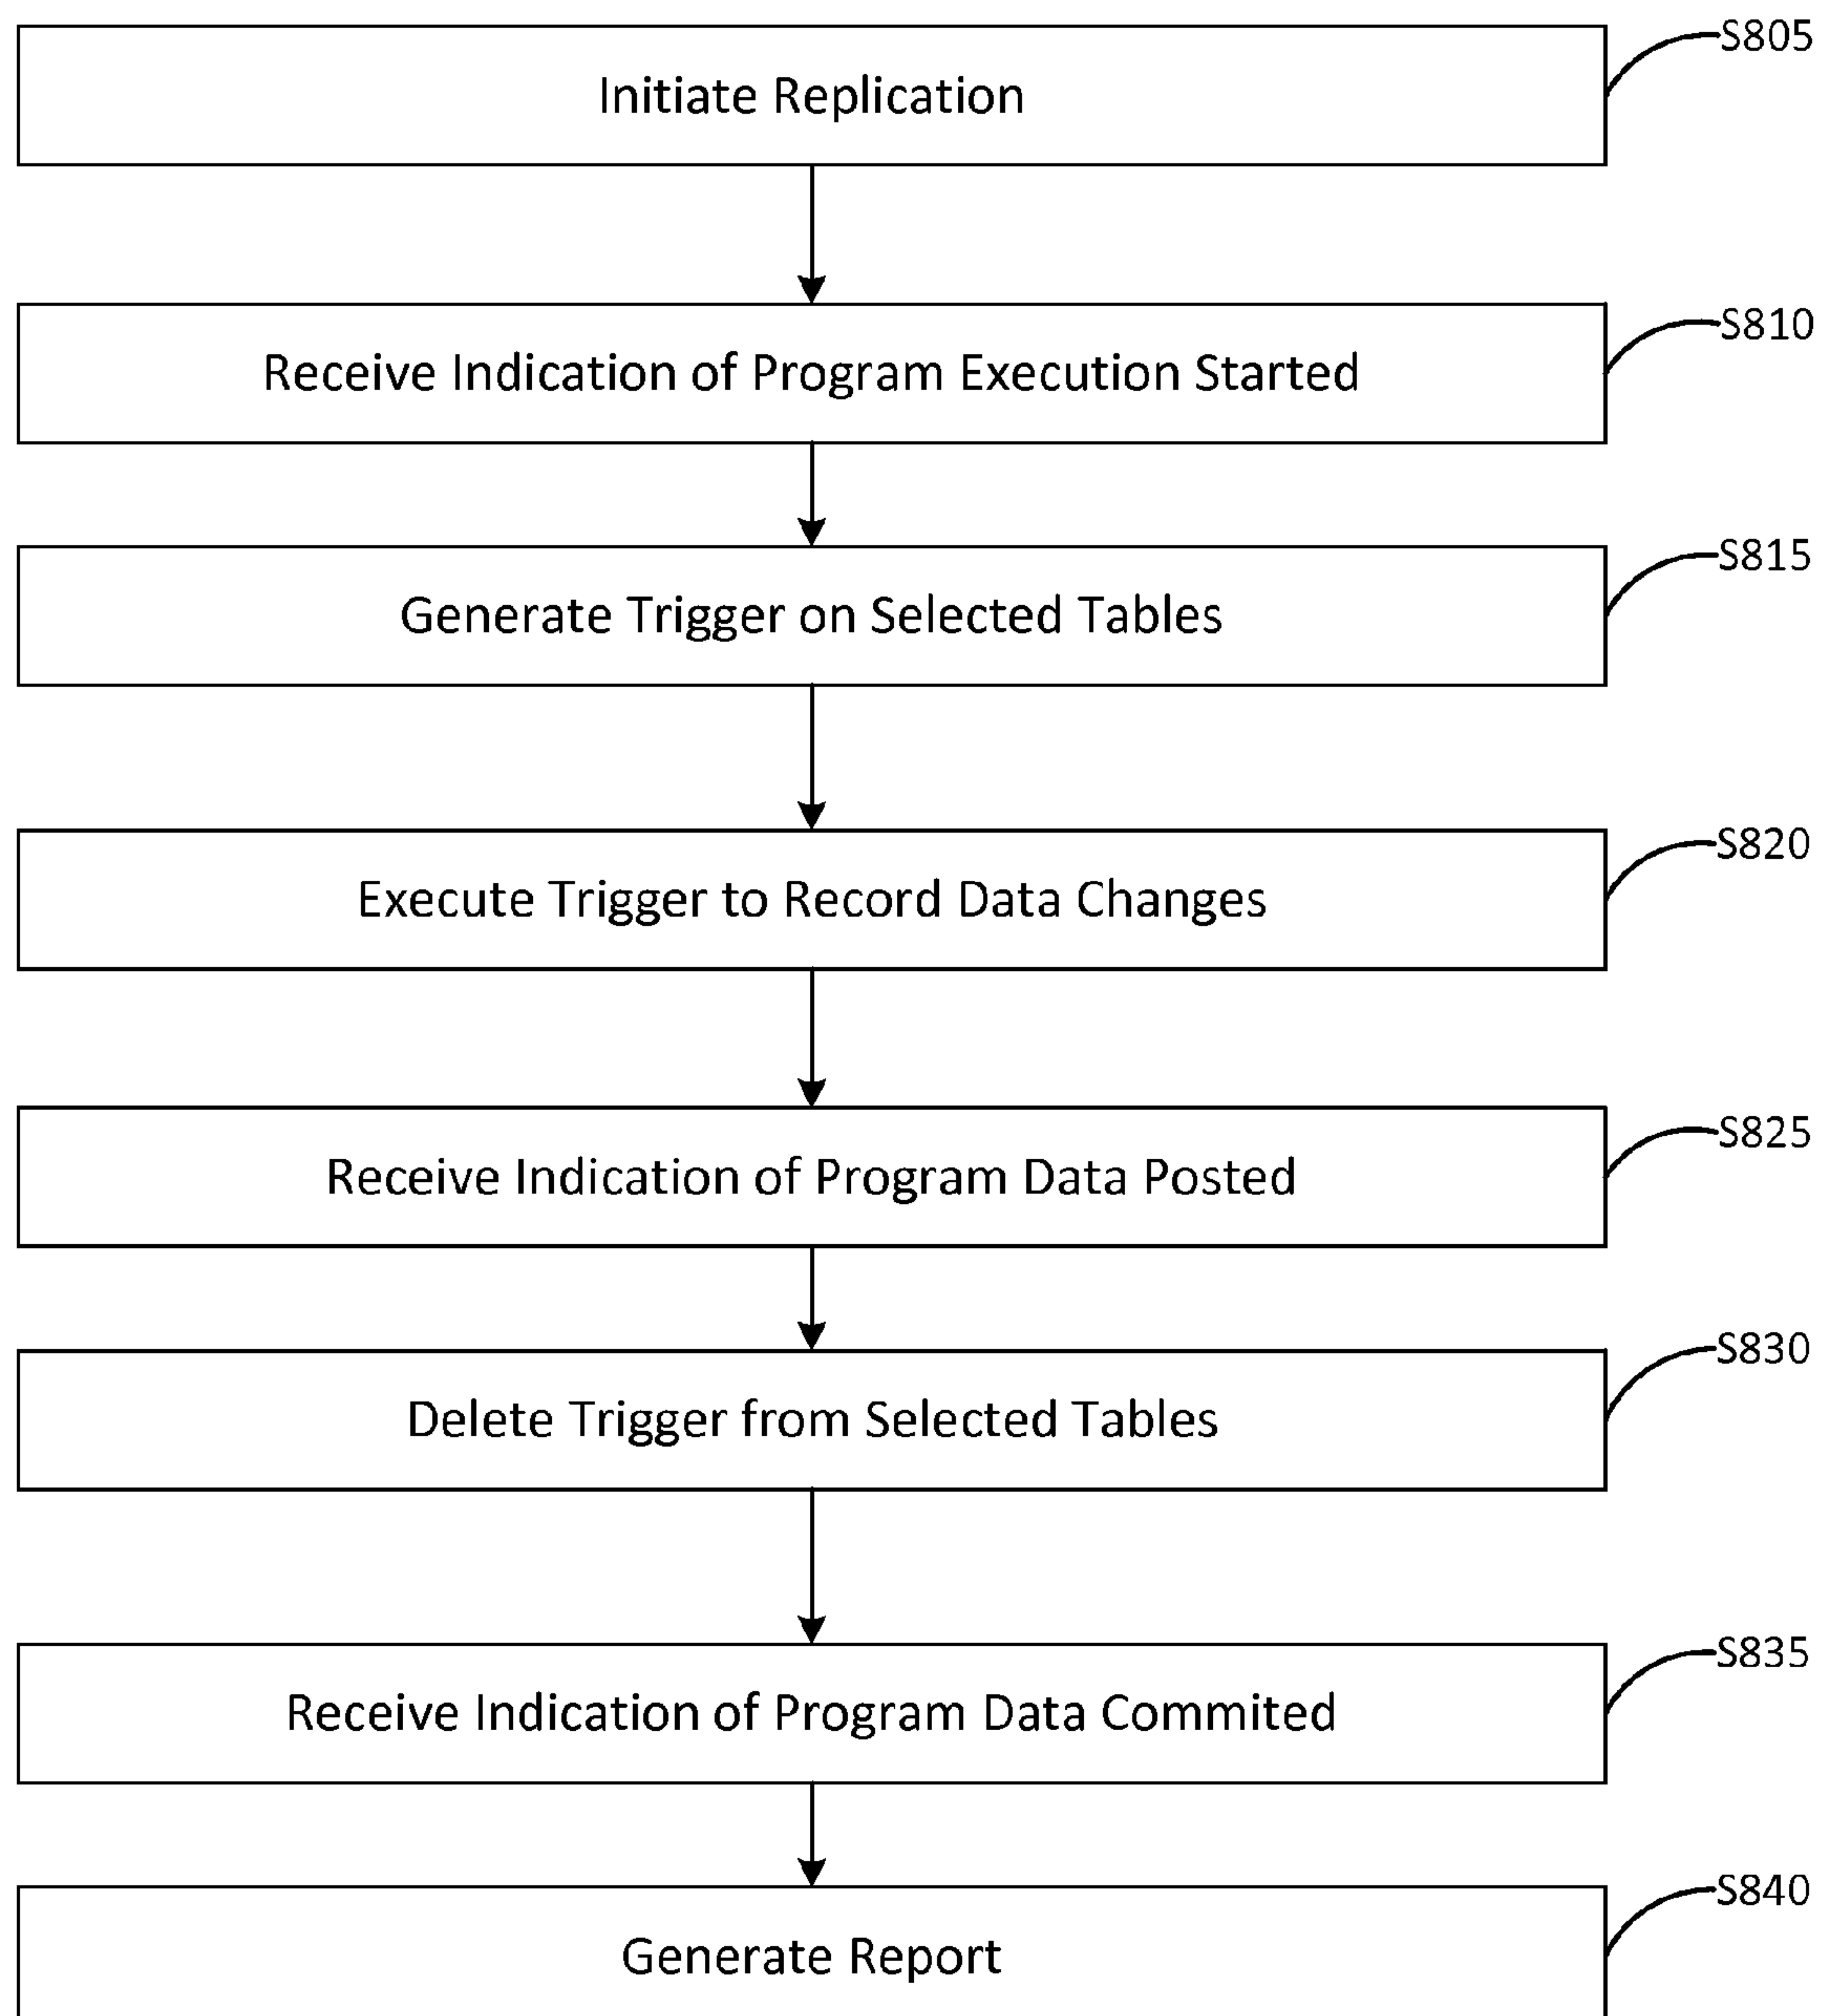 S805
Initiate Replication
S810
Receive Indication of Program Execution Started
S815
Generate Trigger on Selected Tables
S820
Execute Trigger to Record Data Changes
S825
Receive Indication of Program Data Posted
S830
Delete Trigger from Selected Tables
S835
Receive Indication of Program Data Commited
S840
Generate Report